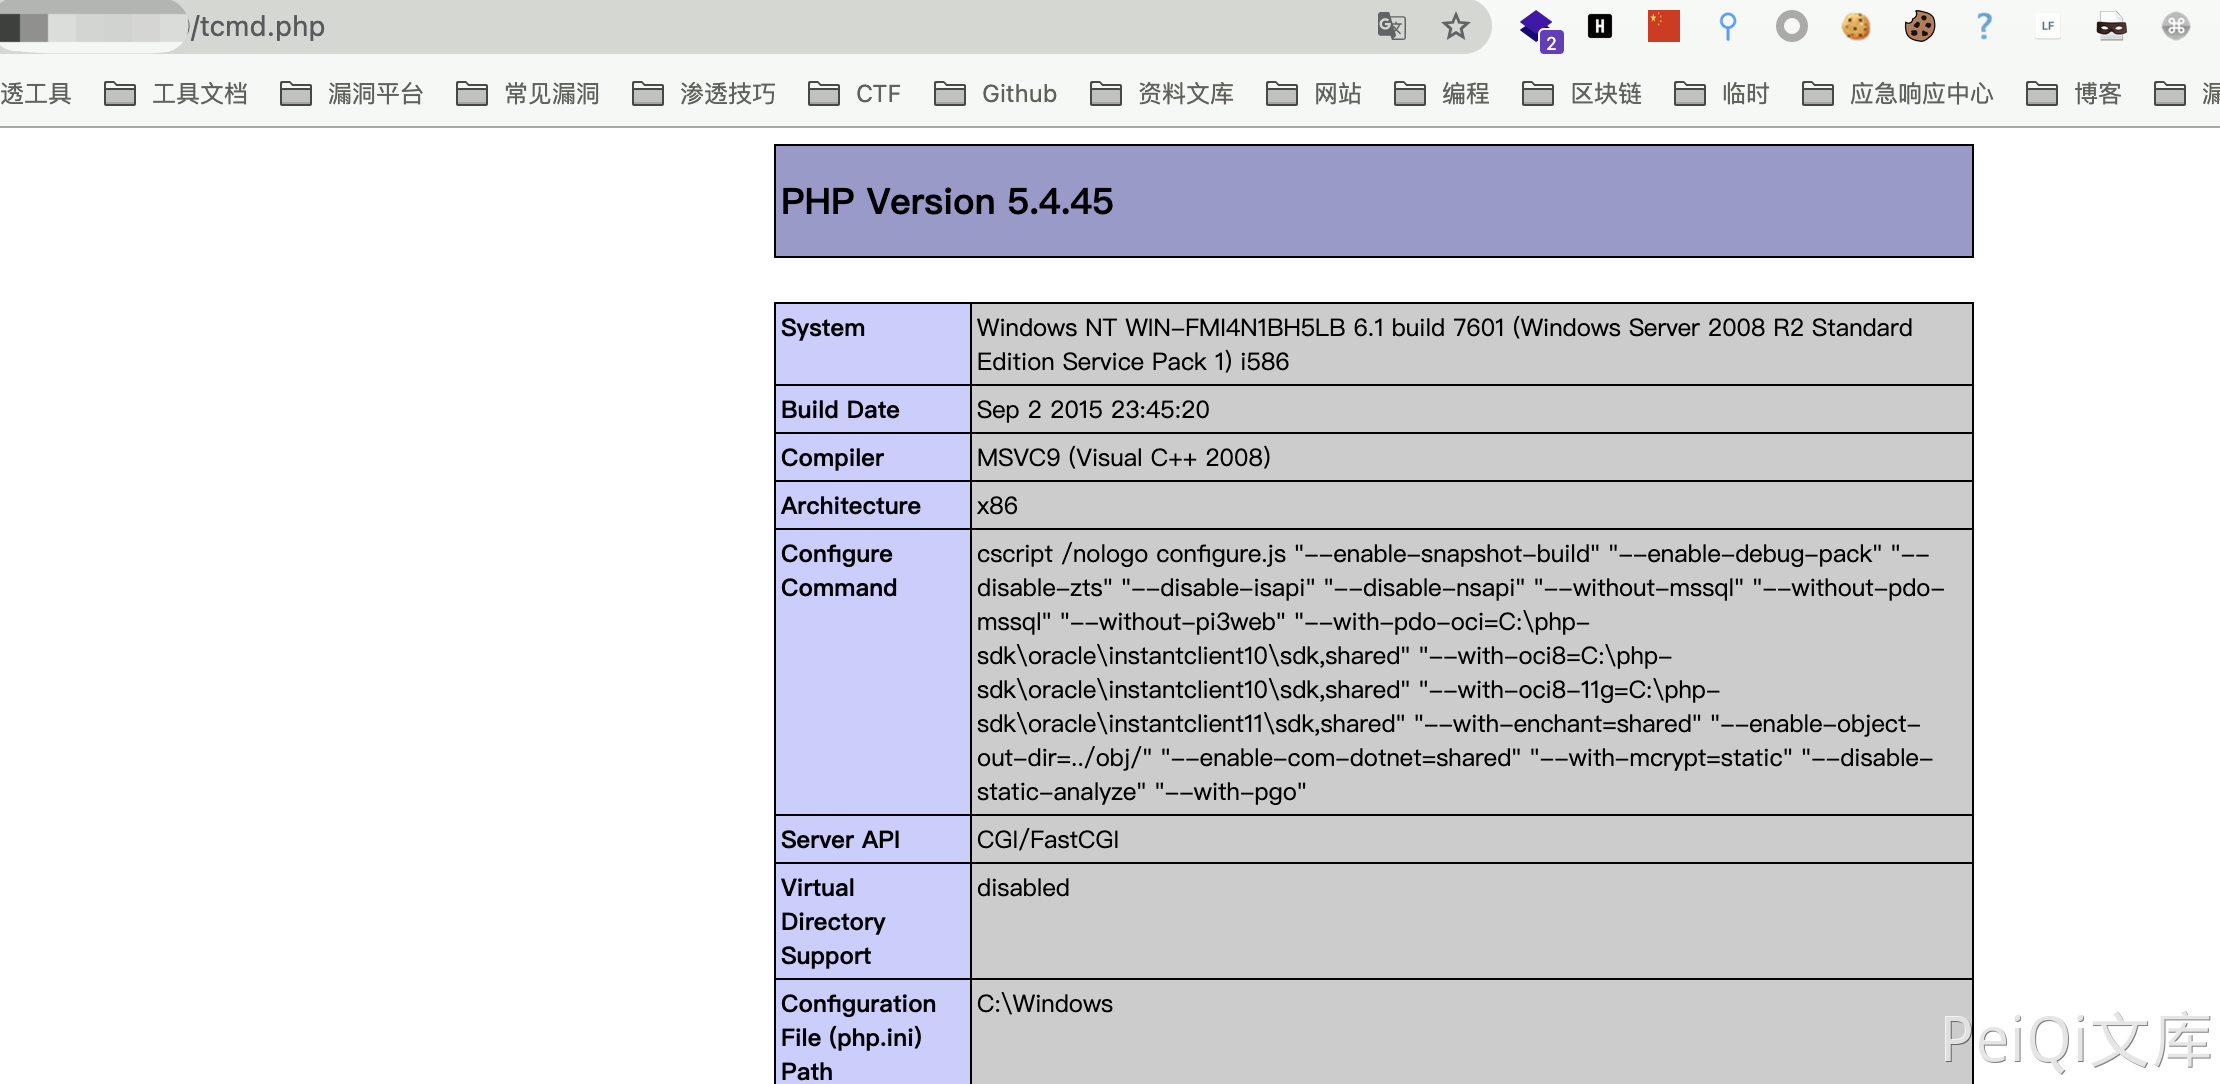 /tcmd.php
2
H
LF
透工具 工具文档 漏洞平台 常见漏洞 渗透技巧 CTF Github 资料文库 网站 编程 区块链 临时 应急响应中心 博客 漏
PHP Version 5.4.45
System
Windows NT WIN-FMI4N1BH5LB 6.1 build 7601 (Windows Server 2008 R2 Standard
Edition Service Pack 1) i586
Build Date
Sep 2 2015 23:45:20
Compiler
MSVC9 (Visual C++ 2008)
Architecture
x86
Configure
Command
cscript /nologo configure.js "--enable-snapshot-build" "--enable-debug-pack" "--
disable-zts" "--disable-isapi" "--disable-nsapi" "--without-mssql" "--without-pdo-
mssql" "--without-pi3web" "--with-pdo-oci=C:\php-
sdk\oracle\instantclient10\sdk,shared" "--with-oci8=C:\php-
sdk\oracle\instantclient10\sdk,shared" "--with-oci8-11g=C:\php-
sdk\oracle\instantclient11\sdk,shared" "--with-enchant=shared" "--enable-object-
out-dir=../obj/" "--enable-com-dotnet=shared" "--with-mcrypt=static" "--disable-
static-analyze" "--with-pgo"
Server API
CGI/FastCGI
Virtual
Directory
Support
disabled
Configuration
File (php.ini)
Path
C:\Windows
PeiQi文库